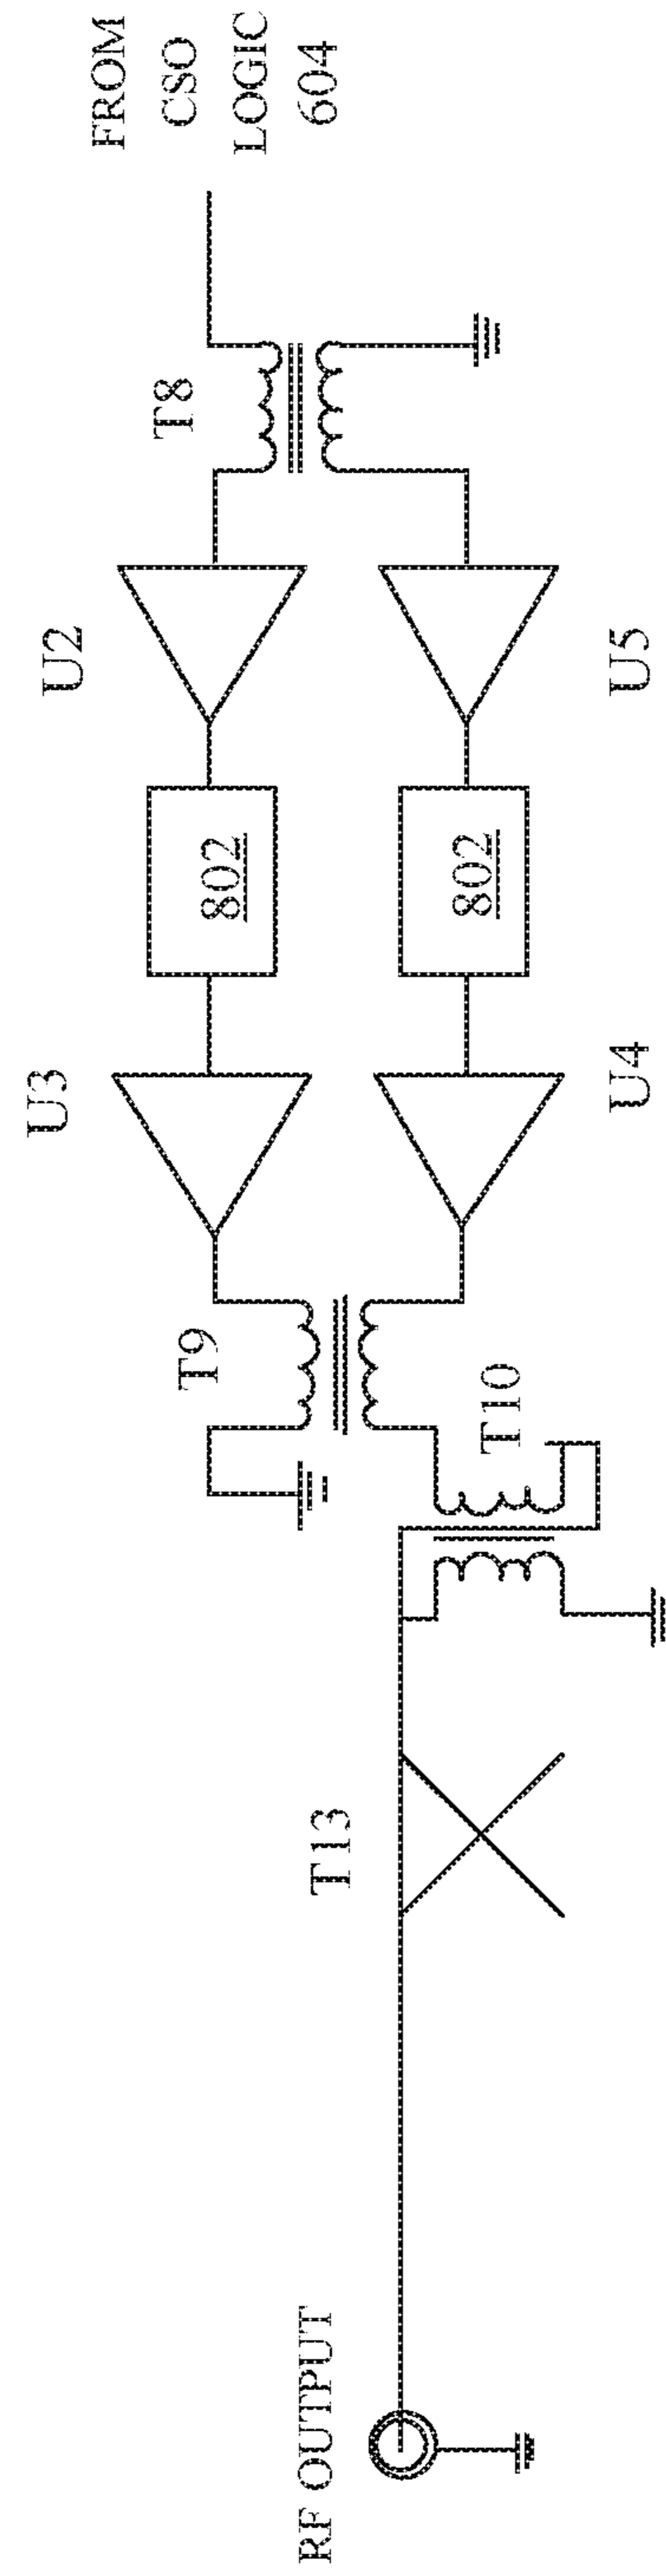 FROM
CSO
LOGIC
604
T8
U2
U5
802
802
U3
U4
T9
T10
T13
RF OUTPUT